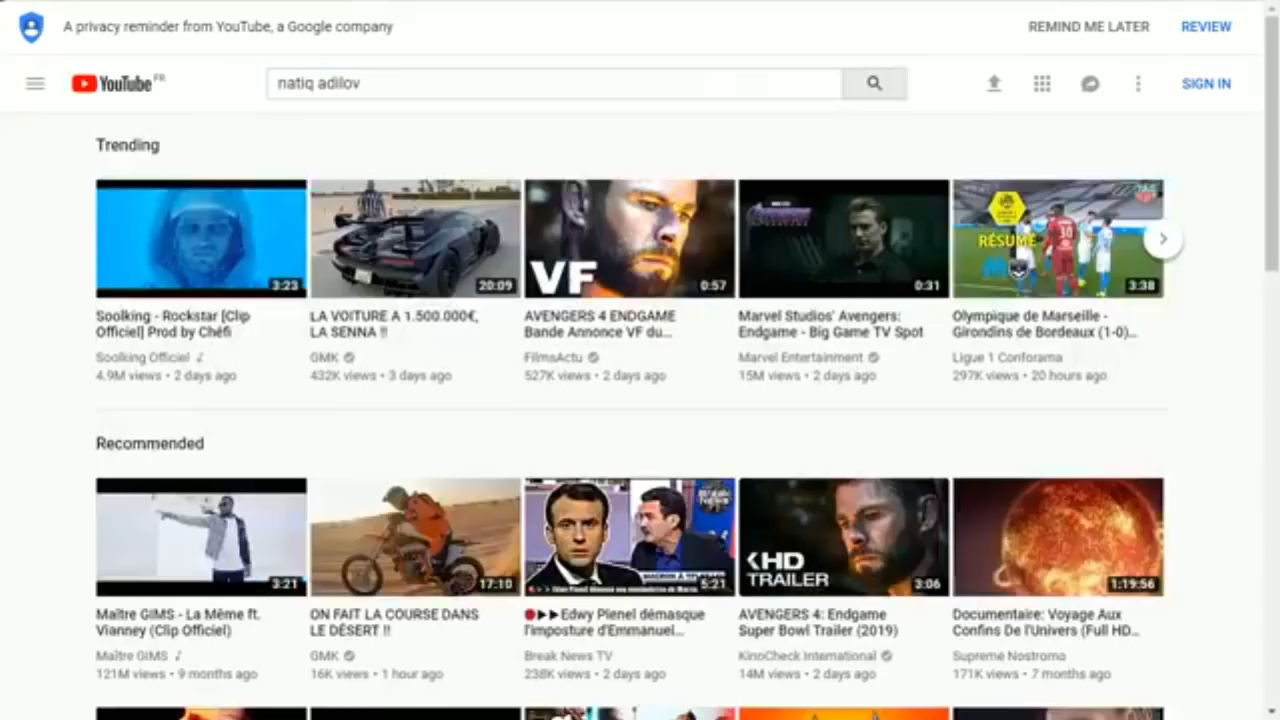 A privacy reminder from YouTube, a Google company
REMIND ME LATER
REVIEW
YouTube FR
natiq adilov
SIGN IN
Trending
VF
RÉSUMÉ
30
3:23
20:09
0:57
0:31
3:38
Soolking - Rockstar [Clip
Officiel] Prod by Chéfi
Soolking Officiel
4.9M views • 2 days ago
LA VOITURE A 1.500.000€,
LA SENNA !!
GMK
432K views • 3 days ago
AVENGERS 4 ENDGAME
Bande Annonce VF du...
FilmsActu
527K views • 2 days ago
Marvel Studios' Avengers:
Endgame - Big Game TV Spot
Marvel Entertainment
15M views • 2 days ago
Olympique de Marseille -
Girondins de Bordeaux (1-0)...
Ligue 1 Conforama
297K views • 20 hours ago
Recommended
HD
TRAILER
3:21
17:10
5:21
3:06
1:19:56
Maître GIMS - La Même ft.
Vianney (Clip Officiel)
Maître GIMS
121M views • 9 months ago
ON FAIT LA COURSE DANS
LE DÉSERT !!
GMK
16K views • 1 hour ago
🔴►►Edwy Plenel démasque
l'imposture d'Emmanuel...
Break News TV
238K views • 2 days ago
AVENGERS 4: Endgame
Super Bowl Trailer (2019)
KinoCheck International
14M views • 2 days ago
Documentaire: Voyage Aux
Confins De l'Univers (Full HD...
Supreme Nostromo
171K views • 7 months ago